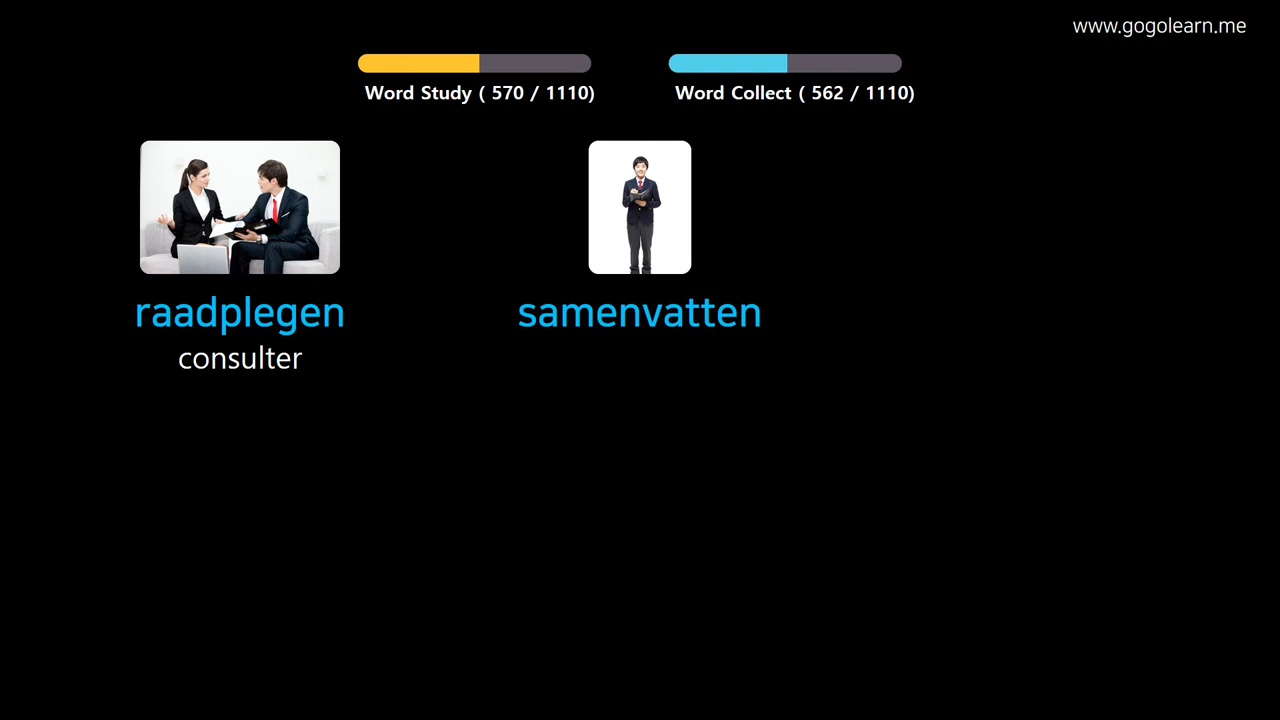 www.gogolearn.me
Word Study ( 570 / 1110)
Word Collect ( 562 / 1110)
raadplegen
samenvatten
consulter